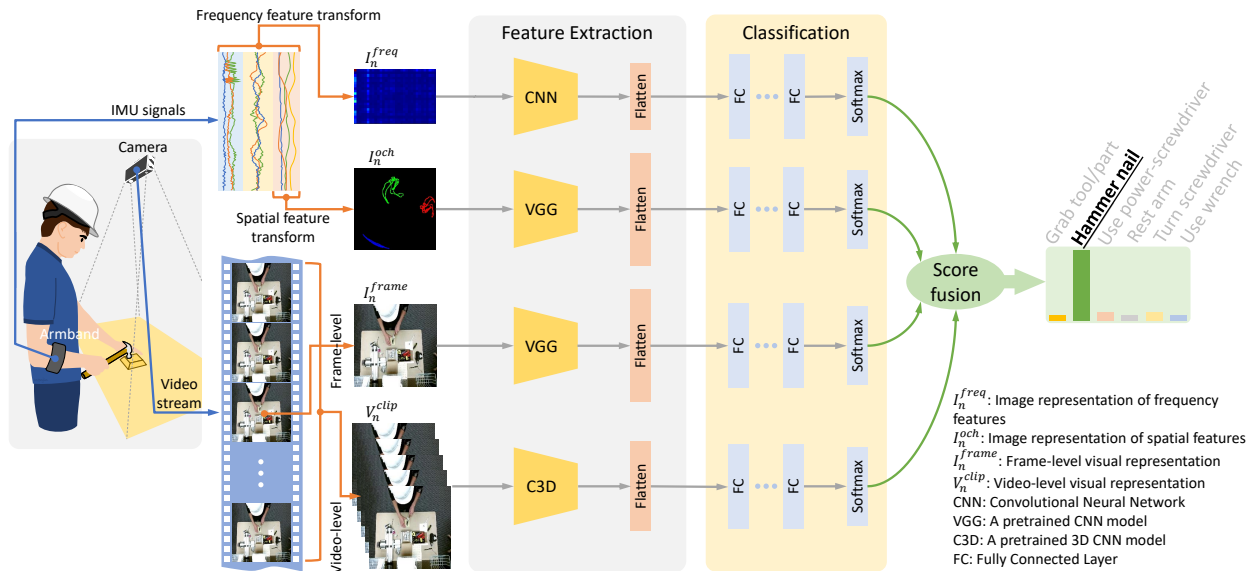 Frequency feature transform
IMU signals
Camera
Armband
Video
stream
Spatial feature
transform
Frame-level
Video-level
I_n^{freq}
I_n^{och}
I_n^{frame}
V_n^{clip}
Feature Extraction
CNN
Flatten
VGG
Flatten
VGG
Flatten
C3D
Flatten
Classification
FC
FC
Softmax
FC
FC
Softmax
FC
FC
Softmax
FC
FC
Softmax
Score
fusion
Grab tool/part
Hammer nail
Use power-screwdriver
Rest arm
Turn screwdriver
Use wrench
I_n^{freq}: Image representation of frequency
features
I_n^{och}: Image representation of spatial features
I_n^{frame}: Frame-level visual representation
V_n^{clip}: Video-level visual representation
CNN: Convolutional Neural Network
VGG: A pretrained CNN model
C3D: A pretrained 3D CNN model
FC: Fully Connected Layer